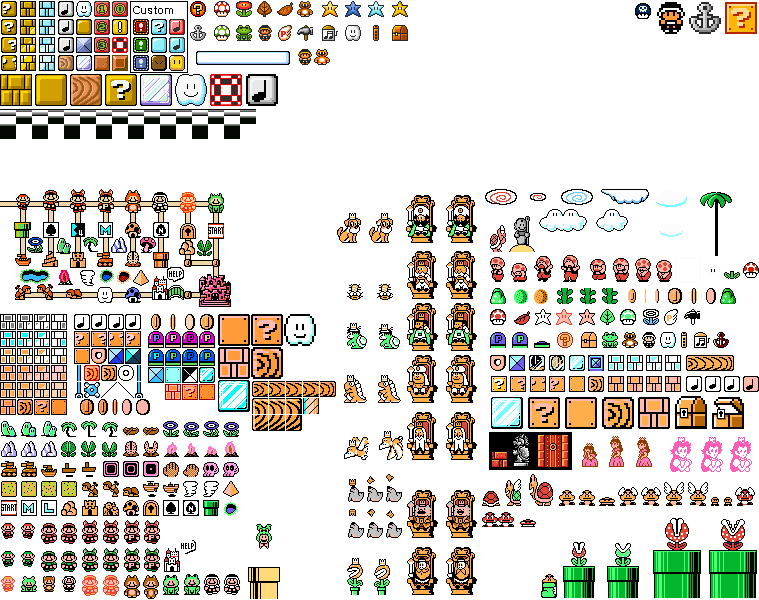 Custom
START
M
HELP
!
P P P P
P P P P
P P
START M L
HELP
!